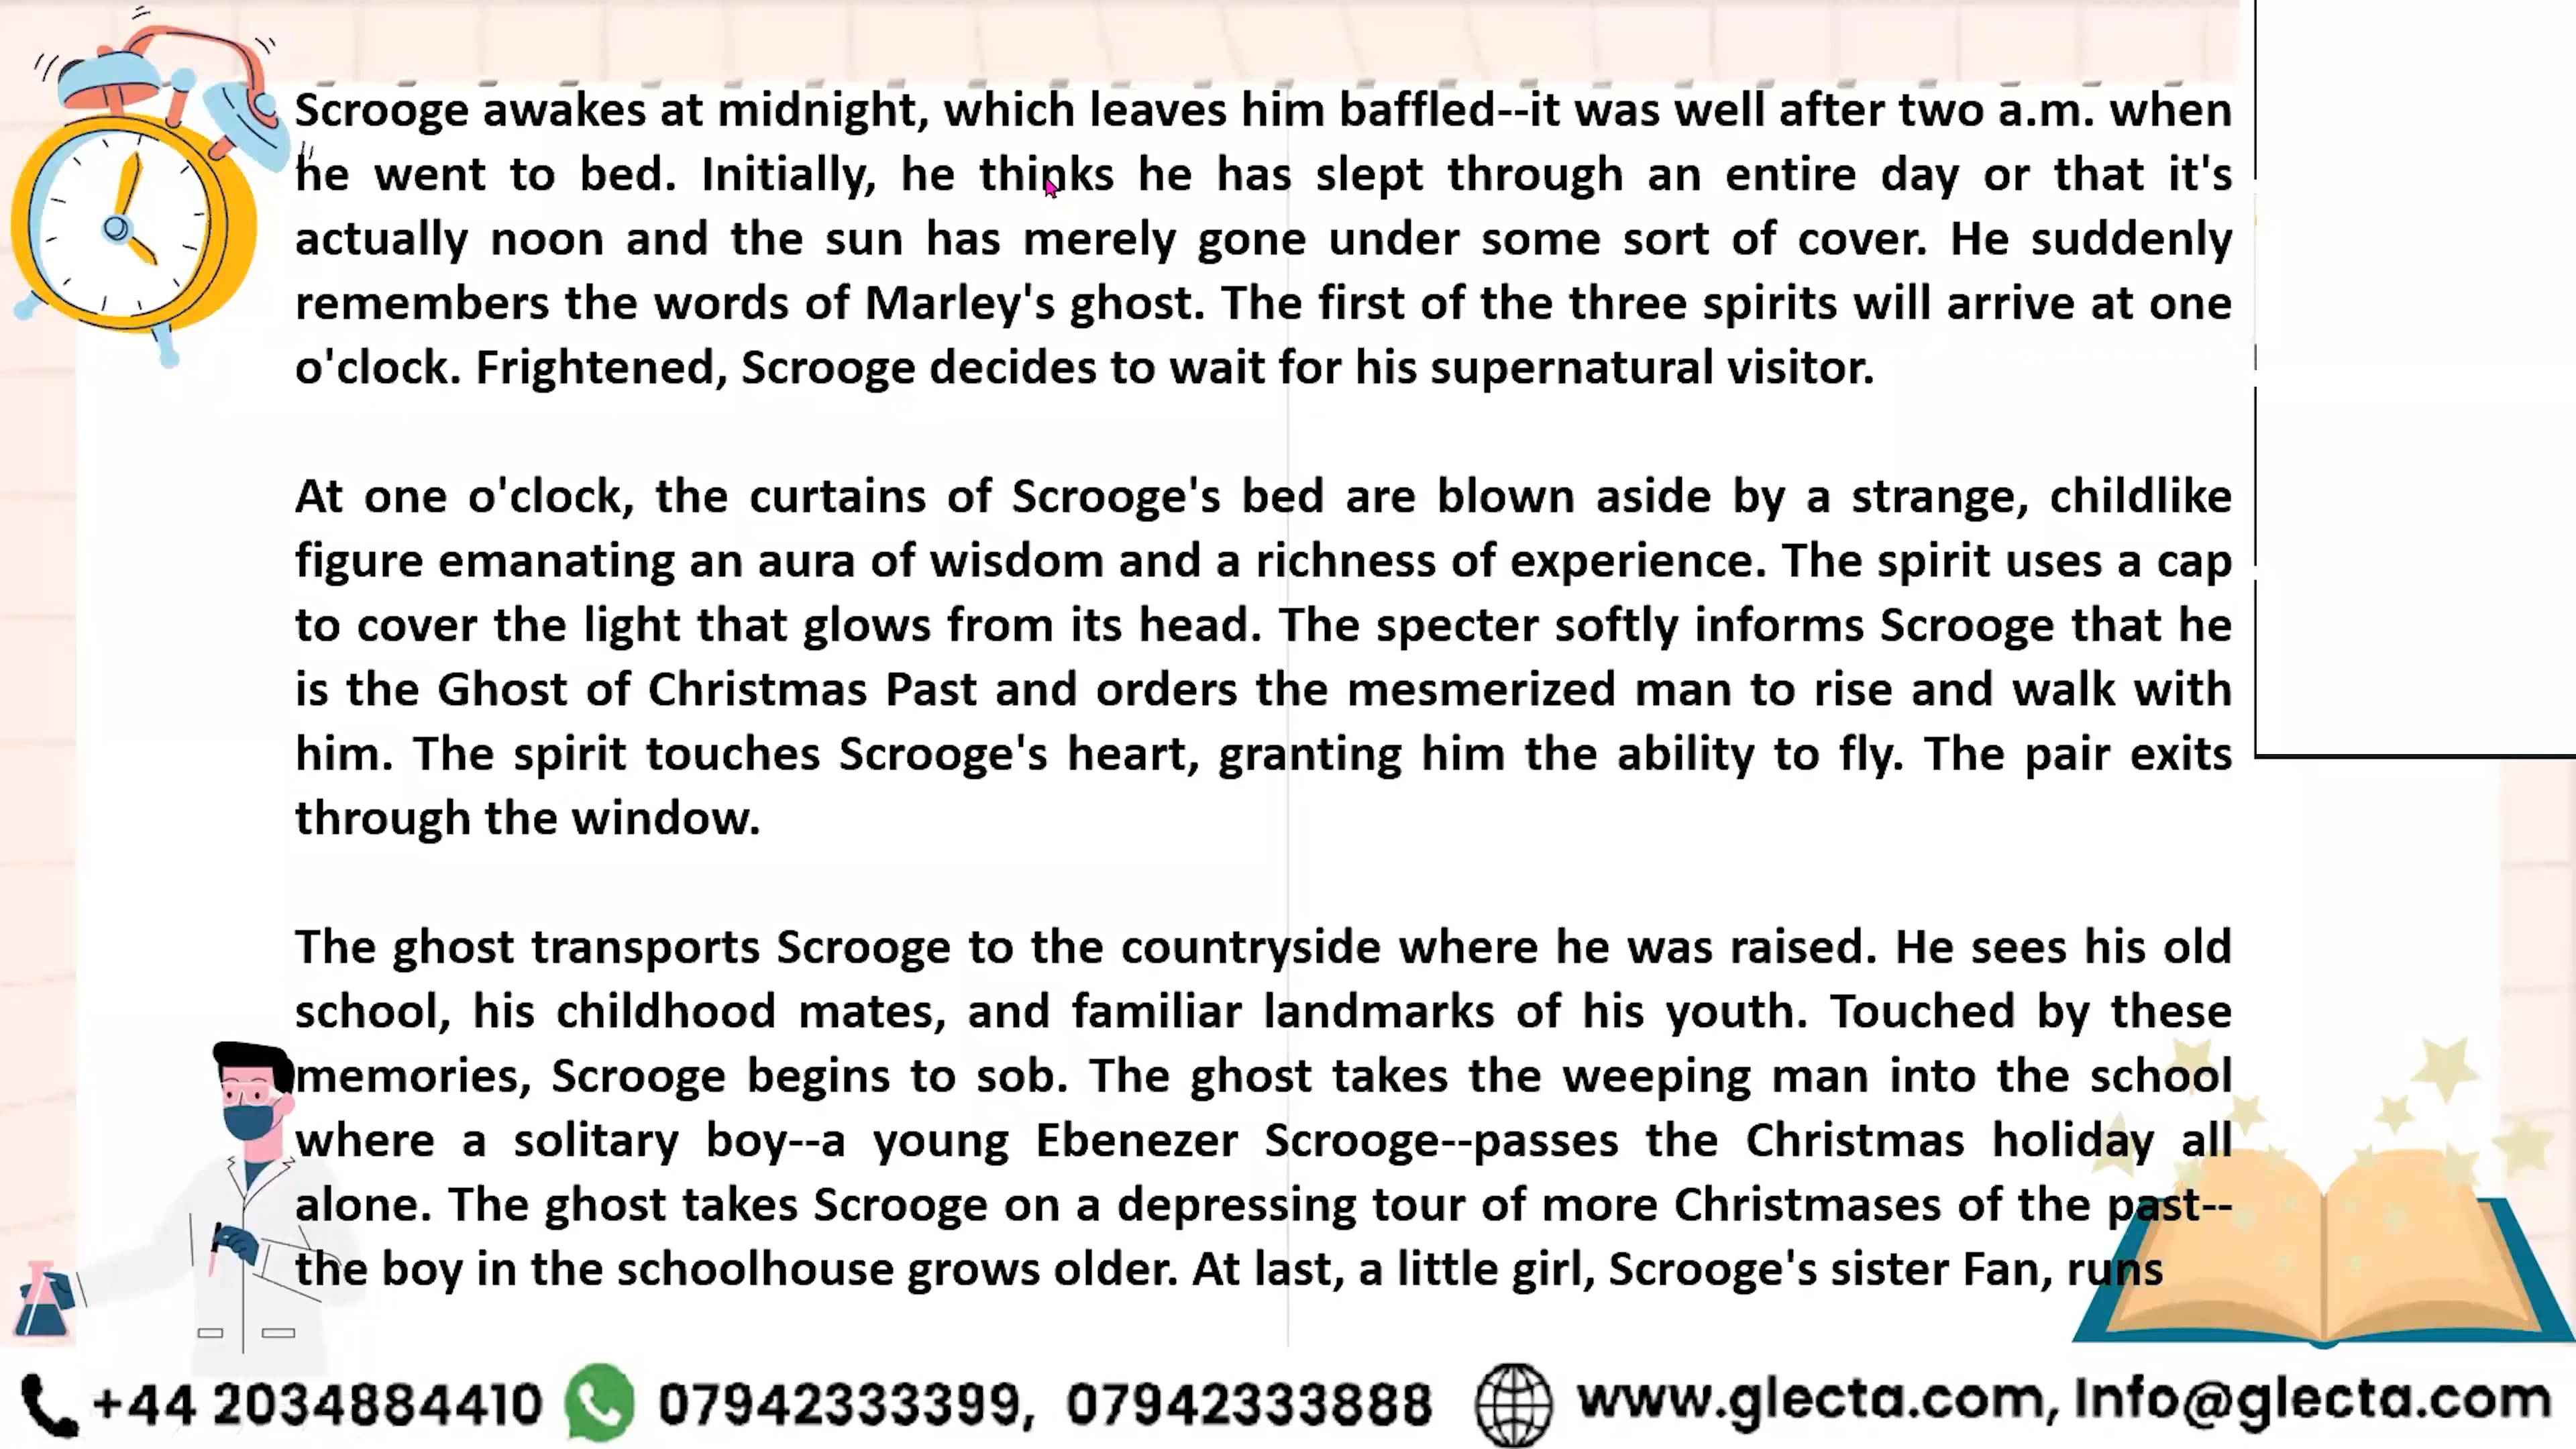 Scrooge awakes at midnight, which leaves him baffled--it was well after two a.m. when
he went to bed. Initially, he thinks he has slept through an entire day or that it's
actually noon and the sun has merely gone under some sort of cover. He suddenly
remembers the words of Marley's ghost. The first of the three spirits will arrive at one
o'clock. Frightened, Scrooge decides to wait for his supernatural visitor.
At one o'clock, the curtains of Scrooge's bed are blown aside by a strange, childlike
figure emanating an aura of wisdom and a richness of experience. The spirit uses a cap
to cover the light that glows from its head. The specter softly informs Scrooge that he
is the Ghost of Christmas Past and orders the mesmerized man to rise and walk with
him. The spirit touches Scrooge's heart, granting him the ability to fly. The pair exits
through the window.
The ghost transports Scrooge to the countryside where he was raised. He sees his old
school, his childhood mates, and familiar landmarks of his youth. Touched by these
memories, Scrooge begins to sob. The ghost takes the weeping man into the school
where a solitary boy--a young Ebenezer Scrooge--passes the Christmas holiday all
alone. The ghost takes Scrooge on a depressing tour of more Christmases of the past--
the boy in the schoolhouse grows older. At last, a little girl, Scrooge's sister Fan, runs
+44 2034884410 07942333399, 07942333888 www.glecta.com, Info@glecta.com